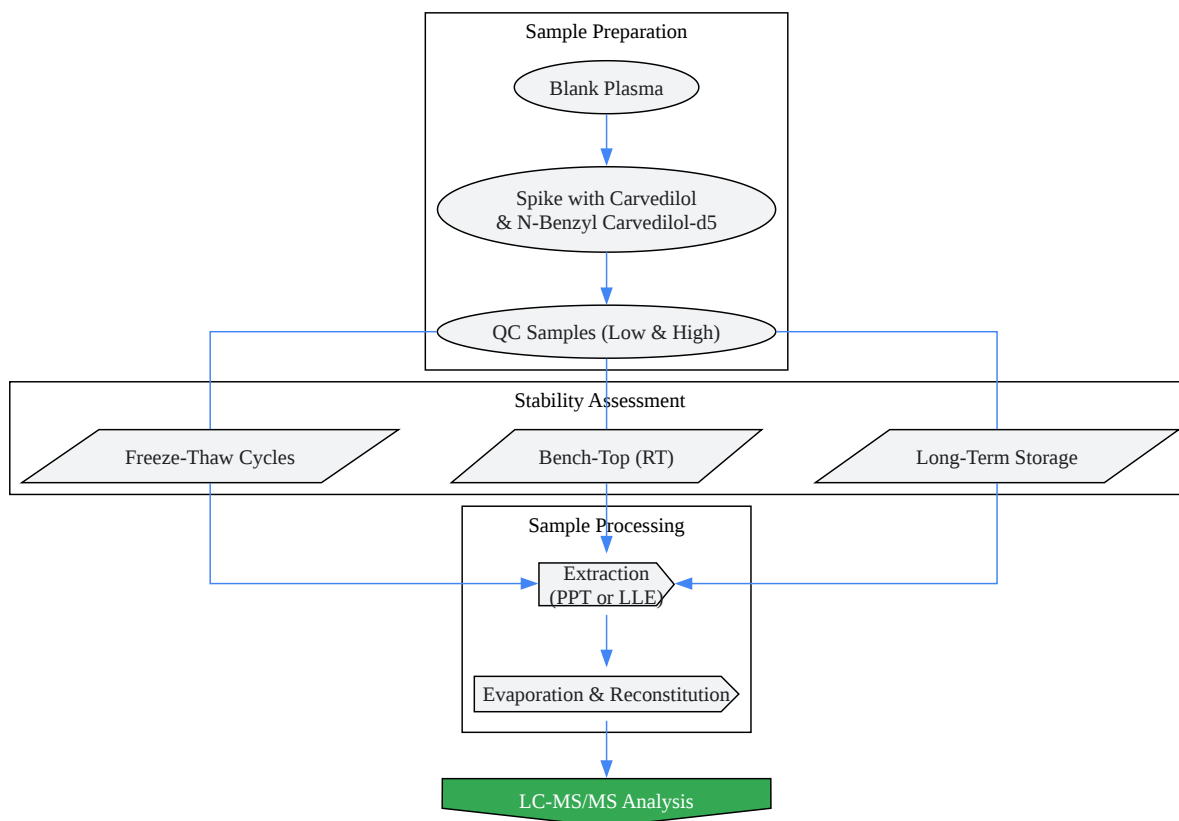 Sample Preparation
Blank Plasma
Spike with Carvedilol
& N-Benzyl Carvedilol-d5
QC Samples (Low & High)
Stability Assessment
Freeze-Thaw Cycles
Bench-Top (RT)
Long-Term Storage
Sample Processing
Extraction
(PPT or LLE)
Evaporation & Reconstitution
LC-MS/MS Analysis